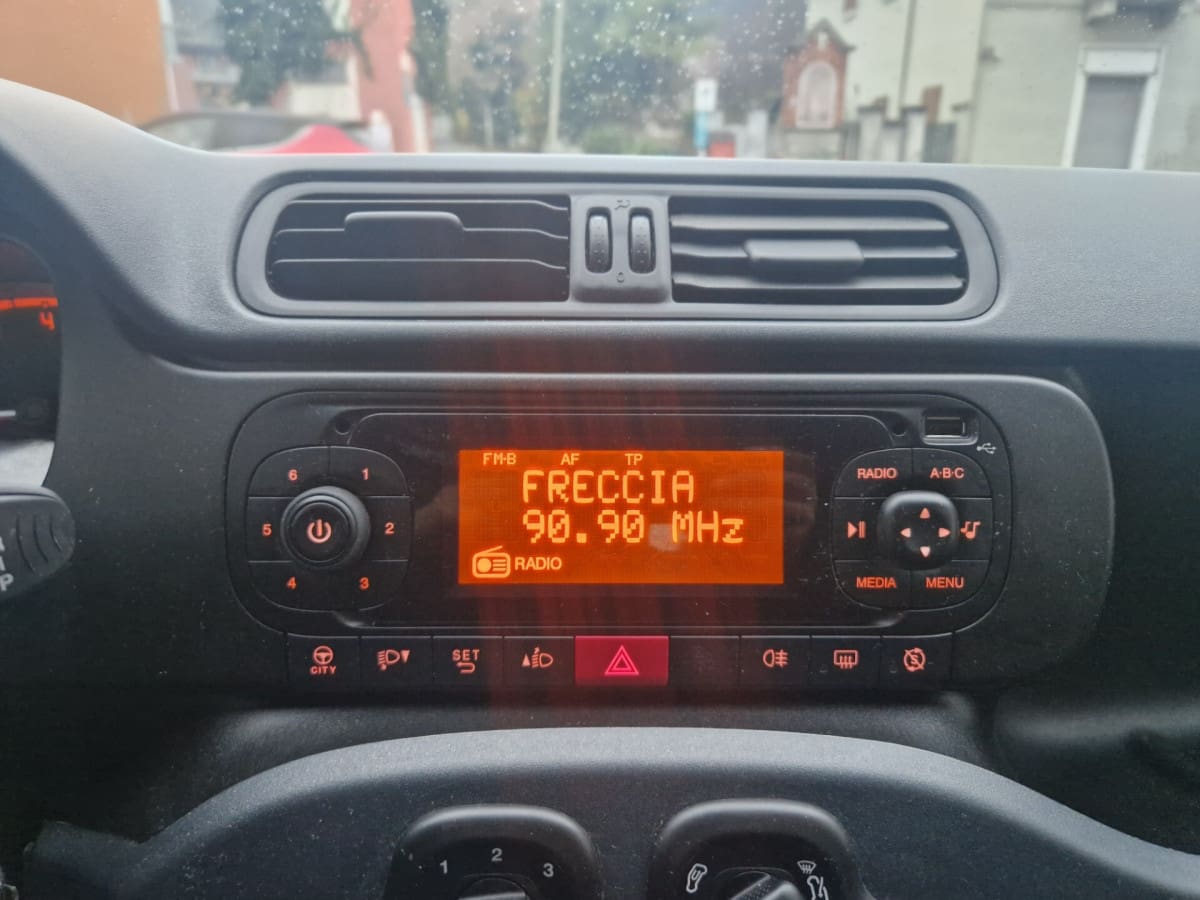 4
FM-B AF TP
FRECCIA
90.90 MHz
RADIO
6 1
5 2
4 3
RADIO A·B·C
MEDIA MENU
CITY
SET
1 2 3